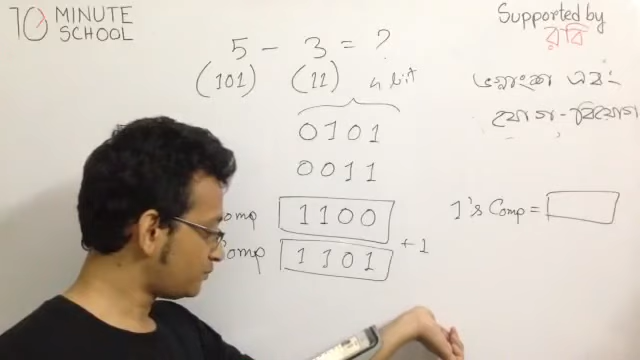 10 MINUTE
SCHOOL
Supported by
রবি
5 - 3 = ?
(101) (11) 4 bit
0101
0011
omp 1100
omp 1101 +1
এবং
যোগ-বিয়োগ
1's Comp =